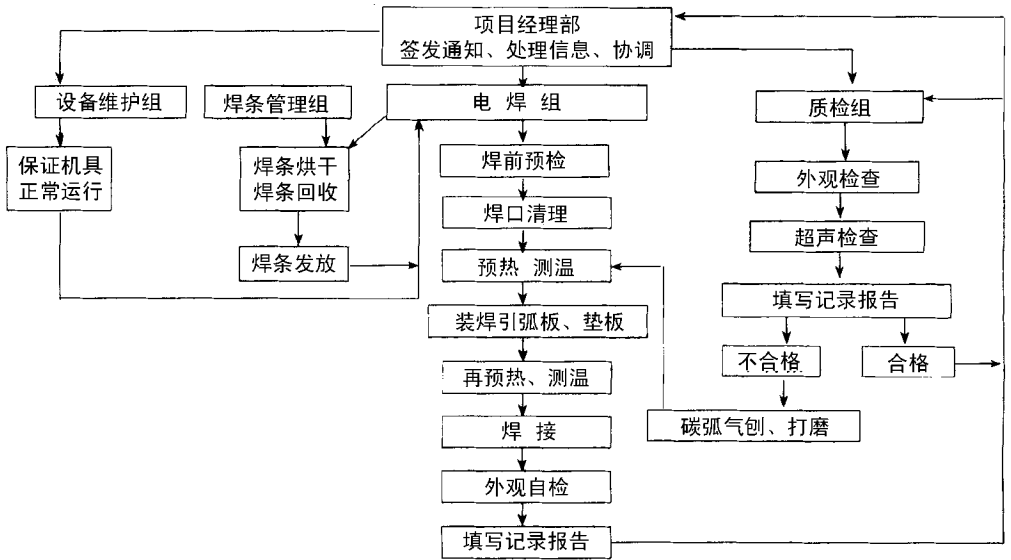 项目经理部
签发通知、处理信息、协调
设备维护组
焊条管理组
电 焊 组
质检组
保证机具
正常运行
焊条烘干
焊条回收
焊前预检
外观检查
焊口清理
超声检查
焊条发放
预热 测温
填写记录报告
装焊引弧板、垫板
不合格
合格
再预热、测温
碳弧气刨、打磨
焊 接
外观自检
填写记录报告